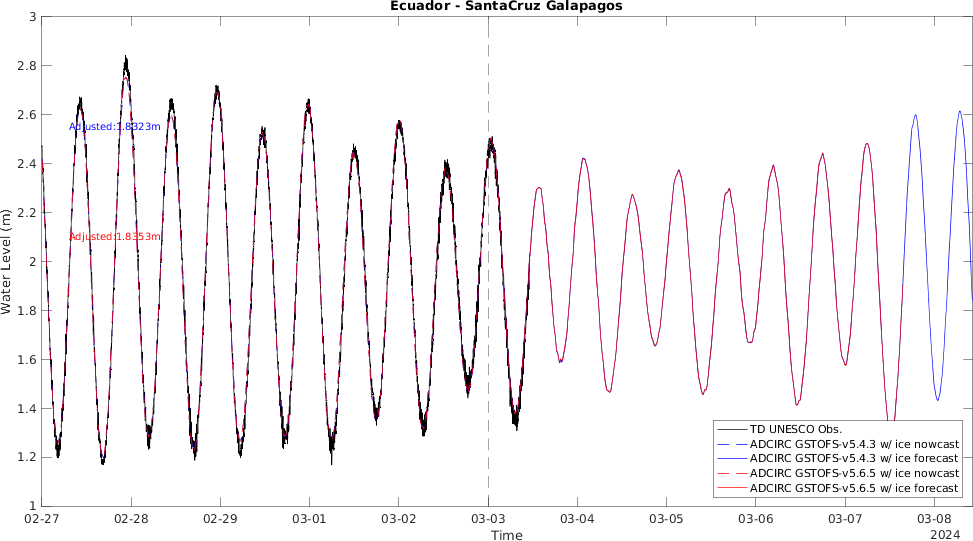 Ecuador - SantaCruz Galapagos
3
2.8
2.6
2.4
2.2
2
1.8
1.6
1.4
1.2
1
Water Level (m)
Adjusted:1.8323m
Adjusted:1.8353m
TD UNESCO Obs.
ADCIRC GSTOFS-v5.4.3 w/ ice nowcast
ADCIRC GSTOFS-v5.4.3 w/ ice forecast
ADCIRC GSTOFS-v5.6.5 w/ ice nowcast
ADCIRC GSTOFS-v5.6.5 w/ ice forecast
02-27 02-28 02-29 03-01 03-02 03-03 03-04 03-05 03-06 03-07 03-08
Time
2024